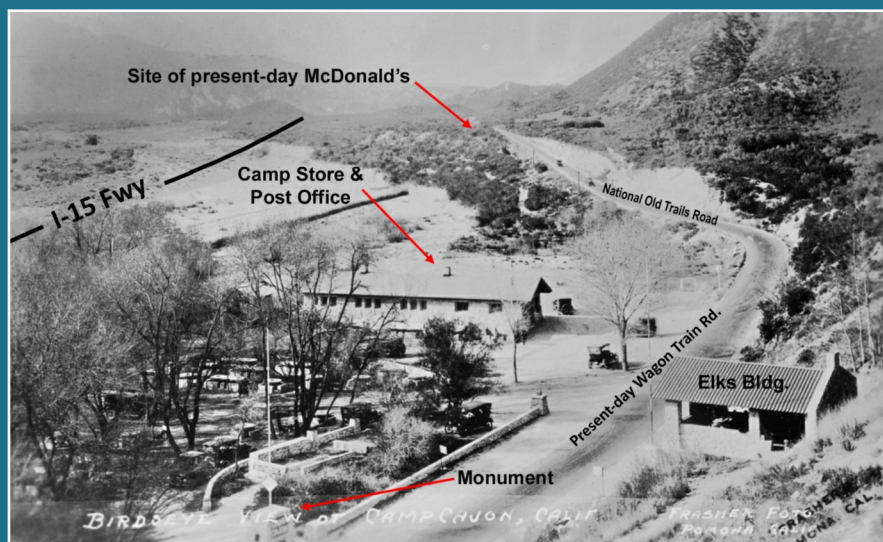 Site of present-day McDonald's
I-15 Fwy
Camp Store &
Post Office
National Old Trails Road
Present-day Wagon Train Rd.
Elks Bldg.
Monument
BIRDSEYE VIEW OF CAMP CAJON, CALIF
FRASHER FOTO
POMONA CALIF